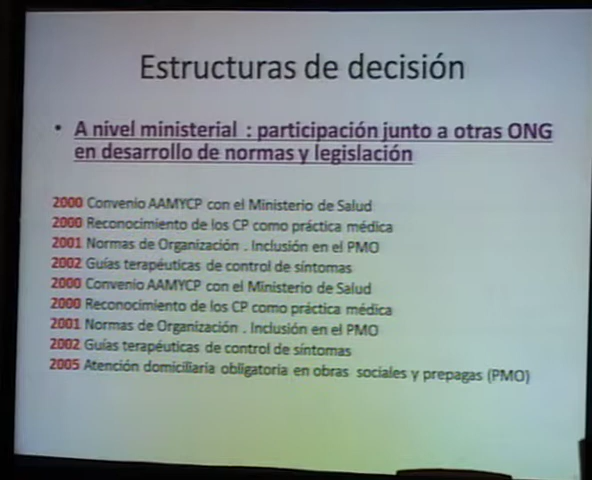 Estructuras de decisión
• A nivel ministerial : participación junto a otras ONG
en desarrollo de normas y legislación
2000 Convenio AAMYCP con el Ministerio de Salud
2000 Reconocimiento de los CP como práctica médica
2001 Normas de Organización . Inclusión en el PMO
2002 Guías terapéuticas de control de síntomas
2000 Convenio AAMYCP con el Ministerio de Salud
2000 Reconocimiento de los CP como práctica médica
2001 Normas de Organización . Inclusión en el PMO
2002 Guías terapéuticas de control de síntomas
2005 Atención domiciliaria obligatoria en obras sociales y prepagas (PMO)